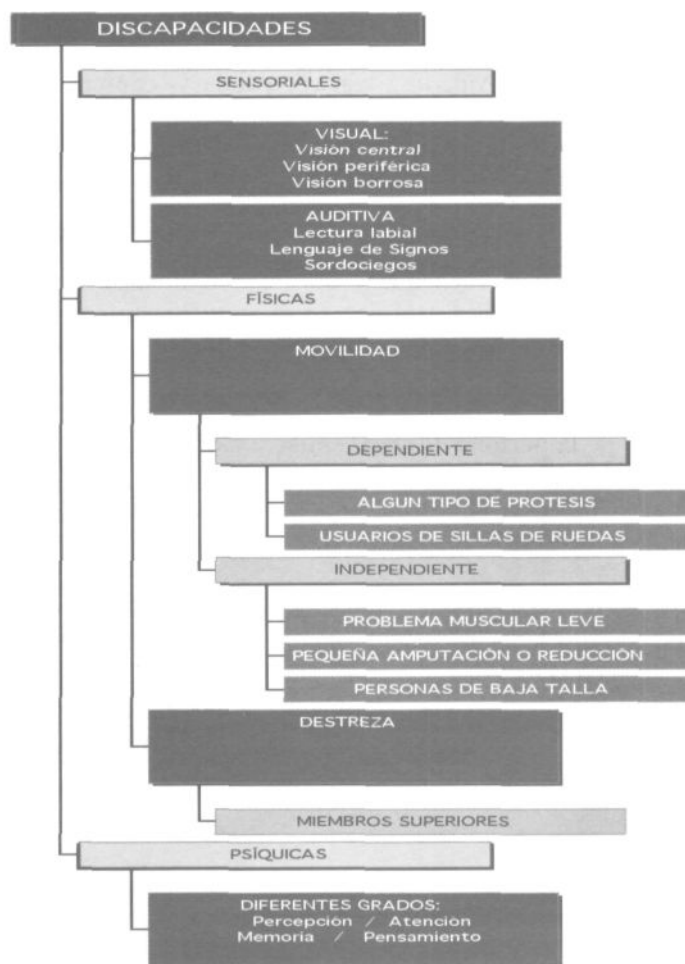 DISCAPACIDADES
SENSORIALES
VISUAL:
Visión central
Visión periférica
Visión borrosa
AUDITIVA
Lectura labial
Lenguaje de Signos
Sordociegos
FÍSICAS
MOVILIDAD
DEPENDIENTE
ALGUN TIPO DE PROTESIS
USUARIOS DE SILLAS DE RUEDAS
INDEPENDIENTE
PROBLEMA MUSCULAR LEVE
PEQUEÑA AMPUTACIÓN O REDUCCIÓN
PERSONAS DE BAJA TALLA
DESTREZA
MIEMBROS SUPERIORES
PSÍQUICAS
DIFERENTES GRADOS:
Percepción / Atención
Memoria / Pensamiento